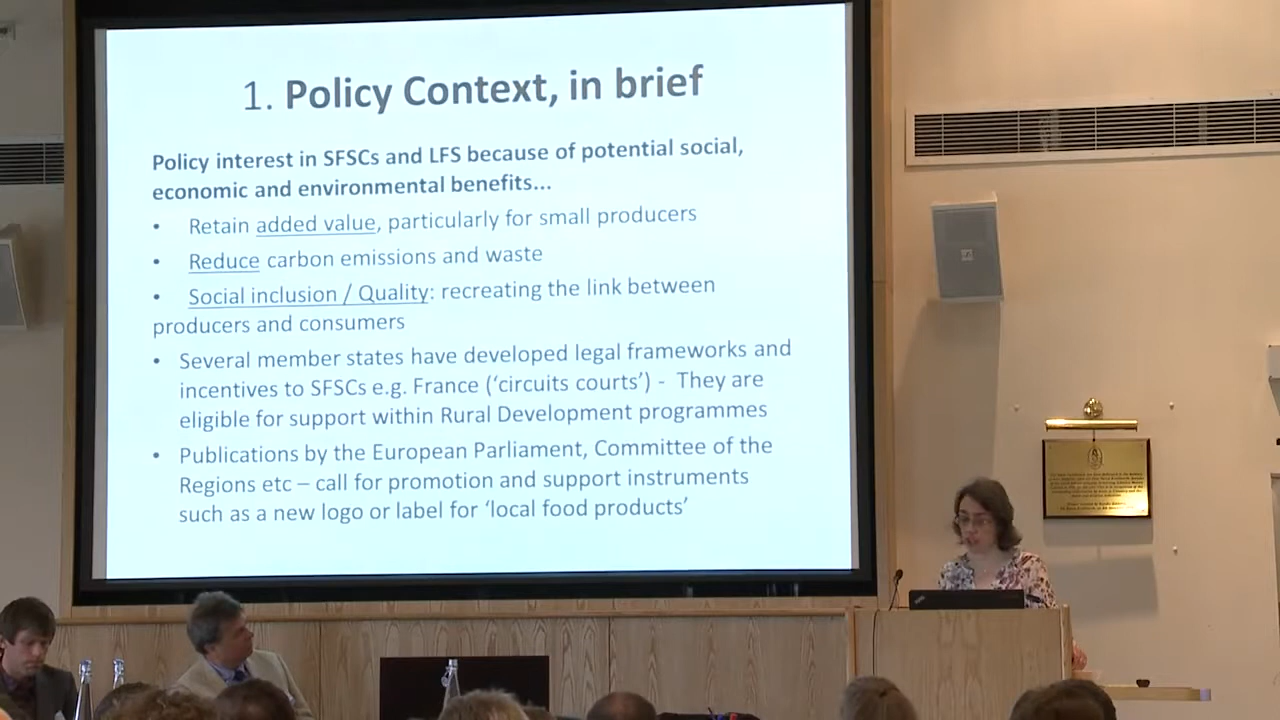 1. Policy Context, in brief
Policy interest in SFSCs and LFS because of potential social,
economic and environmental benefits...
• Retain added value, particularly for small producers
• Reduce carbon emissions and waste
• Social inclusion / Quality: recreating the link between
producers and consumers
• Several member states have developed legal frameworks and
incentives to SFSCs e.g. France (‘circuits courts’) - They are
eligible for support within Rural Development programmes
• Publications by the European Parliament, Committee of the
Regions etc – call for promotion and support instruments
such as a new logo or label for ‘local food products’